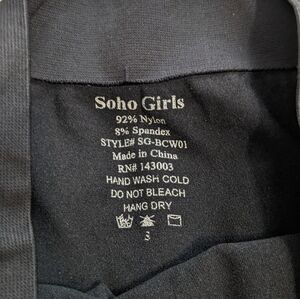 Soho Girls
92% Nylon
8% Spandex
STYLE# SG-BCW01
Made in China
RN# 143003
HAND WASH COLD
DO NOT BLEACH
HANG DRY
3